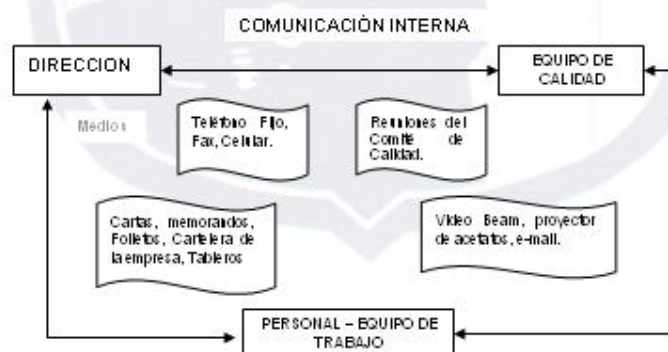 COMUNICACIÓN INTERNA
DIRECCION
EQUIPO DE
CALIDAD
Medios
Teléfono Fijo,
Fax, Celular.
Reuniones del
Comité de
Calidad.
Cartas, memorandos,
Folletos, Cartelera de
la empresa, Tableros
Video Beam, proyector
de acetatos, e-mail.
PERSONAL – EQUIPO DE
TRABAJO